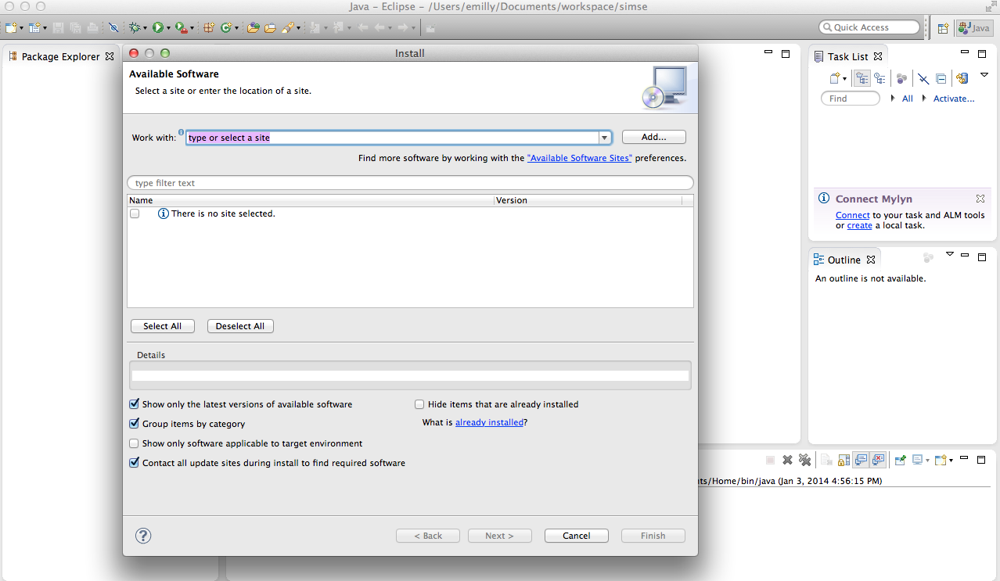 Java - Eclipse - /Users/emilly/Documents/workspace/simse
Quick Access
Java
Package Explorer
Install
Task List
Available Software
Select a site or enter the location of a site.
Find
All
Activate...
Work with:
type or select a site
Add...
Find more software by working with the "Available Software Sites" preferences.
type filter text
Name
Version
There is no site selected.
Connect Mylyn
Connect to your task and ALM tools
or create a local task.
Outline
An outline is not available.
Select All
Deselect All
Details
Show only the latest versions of available software
Hide items that are already installed
Group items by category
What is already installed?
Show only software applicable to target environment
Contact all update sites during install to find required software
nts/Home/bin/java (Jan 3, 2014 4:56:15 PM)
?
< Back
Next >
Cancel
Finish